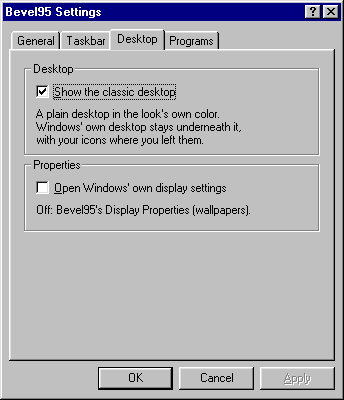 Bevel95 Settings
General Taskbar Desktop Programs
Desktop
Show the classic desktop
A plain desktop in the look's own color.
Windows' own desktop stays underneath it,
with your icons where you left them.
Properties
Open Windows' own display settings
Off: Bevel95's Display Properties (wallpapers).
OK Cancel Apply